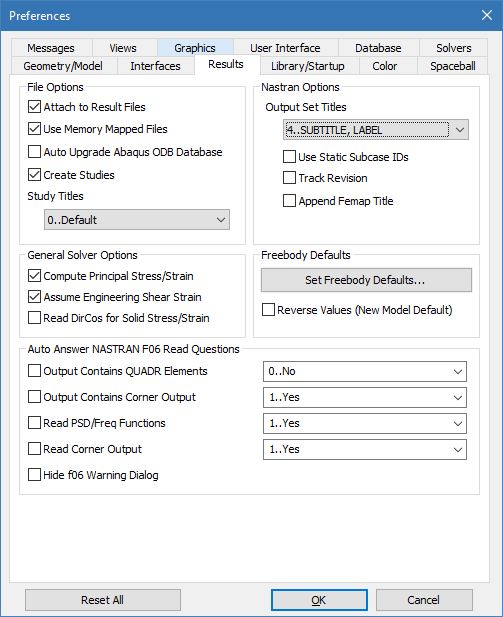 Preferences
Messages Views Graphics User Interface Database Solvers
Geometry/Model Interfaces Results Library/Startup Color Spaceball
File Options
Attach to Result Files
Use Memory Mapped Files
Auto Upgrade Abaqus ODB Database
Create Studies
Study Titles
0..Default
Nastran Options
Output Set Titles
4..SUBTITLE, LABEL
Use Static Subcase IDs
Track Revision
Append Femap Title
General Solver Options
Compute Principal Stress/Strain
Assume Engineering Shear Strain
Read DirCos for Solid Stress/Strain
Freebody Defaults
Set Freebody Defaults...
Reverse Values (New Model Default)
Auto Answer NASTRAN F06 Read Questions
Output Contains QUADR Elements 0..No
Output Contains Corner Output 1..Yes
Read PSD/Freq Functions 1..Yes
Read Corner Output 1..Yes
Hide f06 Warning Dialog
Reset All OK Cancel